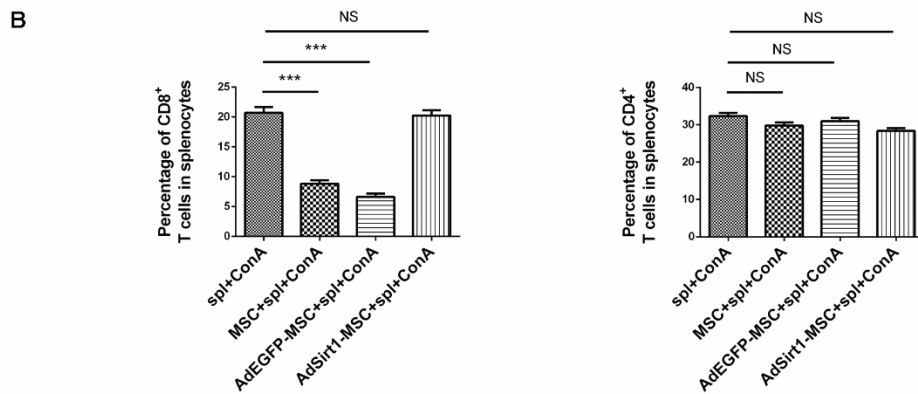 B
NS
***
***
Percentage of CD8+
T cells in splenocytes
25
20
15
10
5
0
spl+ConA
MSC+spl+ConA
AdEGFP-MSC+spl+ConA
AdSirt1-MSC+spl+ConA
NS
NS
NS
Percentage of CD4+
T cells in splenocytes
40
30
20
0
spl+ConA
MSC+spl+ConA
AdEGFP-MSC+spl+ConA
AdSirt1-MSC+spl+ConA